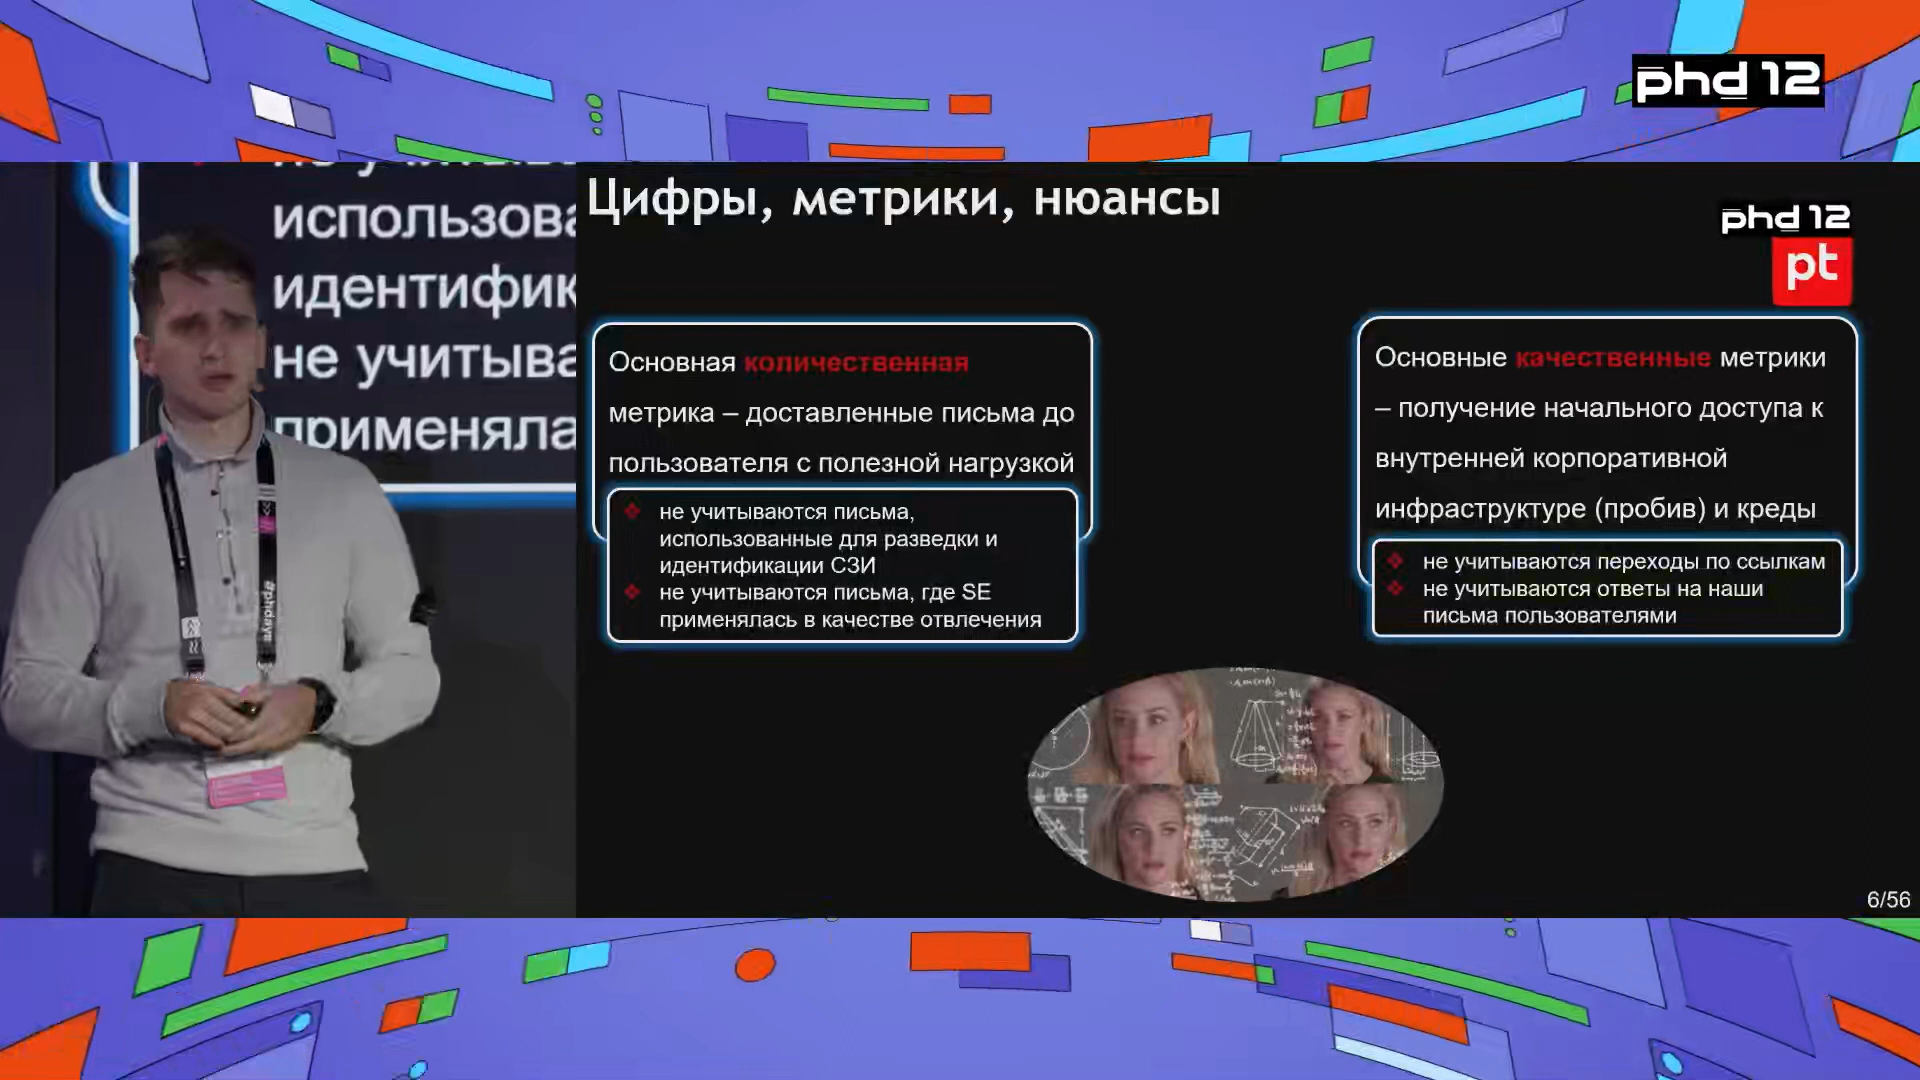 phd 12
использова
идентифик
не учитыва
применяла
#phdays
Цифры, метрики, нюансы
phd 12
pt
Основная количественная
метрика – доставленные письма до
пользователя с полезной нагрузкой
не учитываются письма,
использованные для разведки и
идентификации СЗИ
не учитываются письма, где SE
применялась в качестве отвлечения
Основные качественные метрики
– получение начального доступа к
внутренней корпоративной
инфраструктуре (пробив) и креды
не учитываются переходы по ссылкам
не учитываются ответы на наши
письма пользователями
6/56